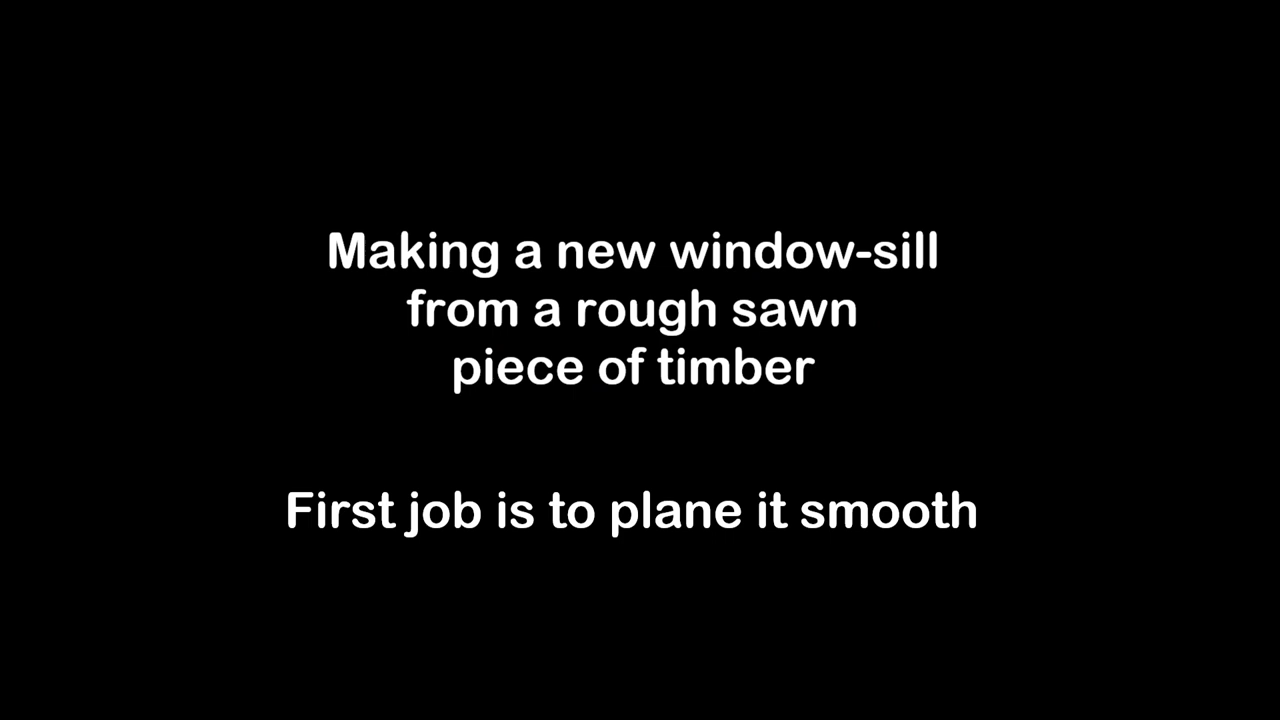 Making a new window-sill
from a rough sawn
piece of timber
First job is to plane it smooth